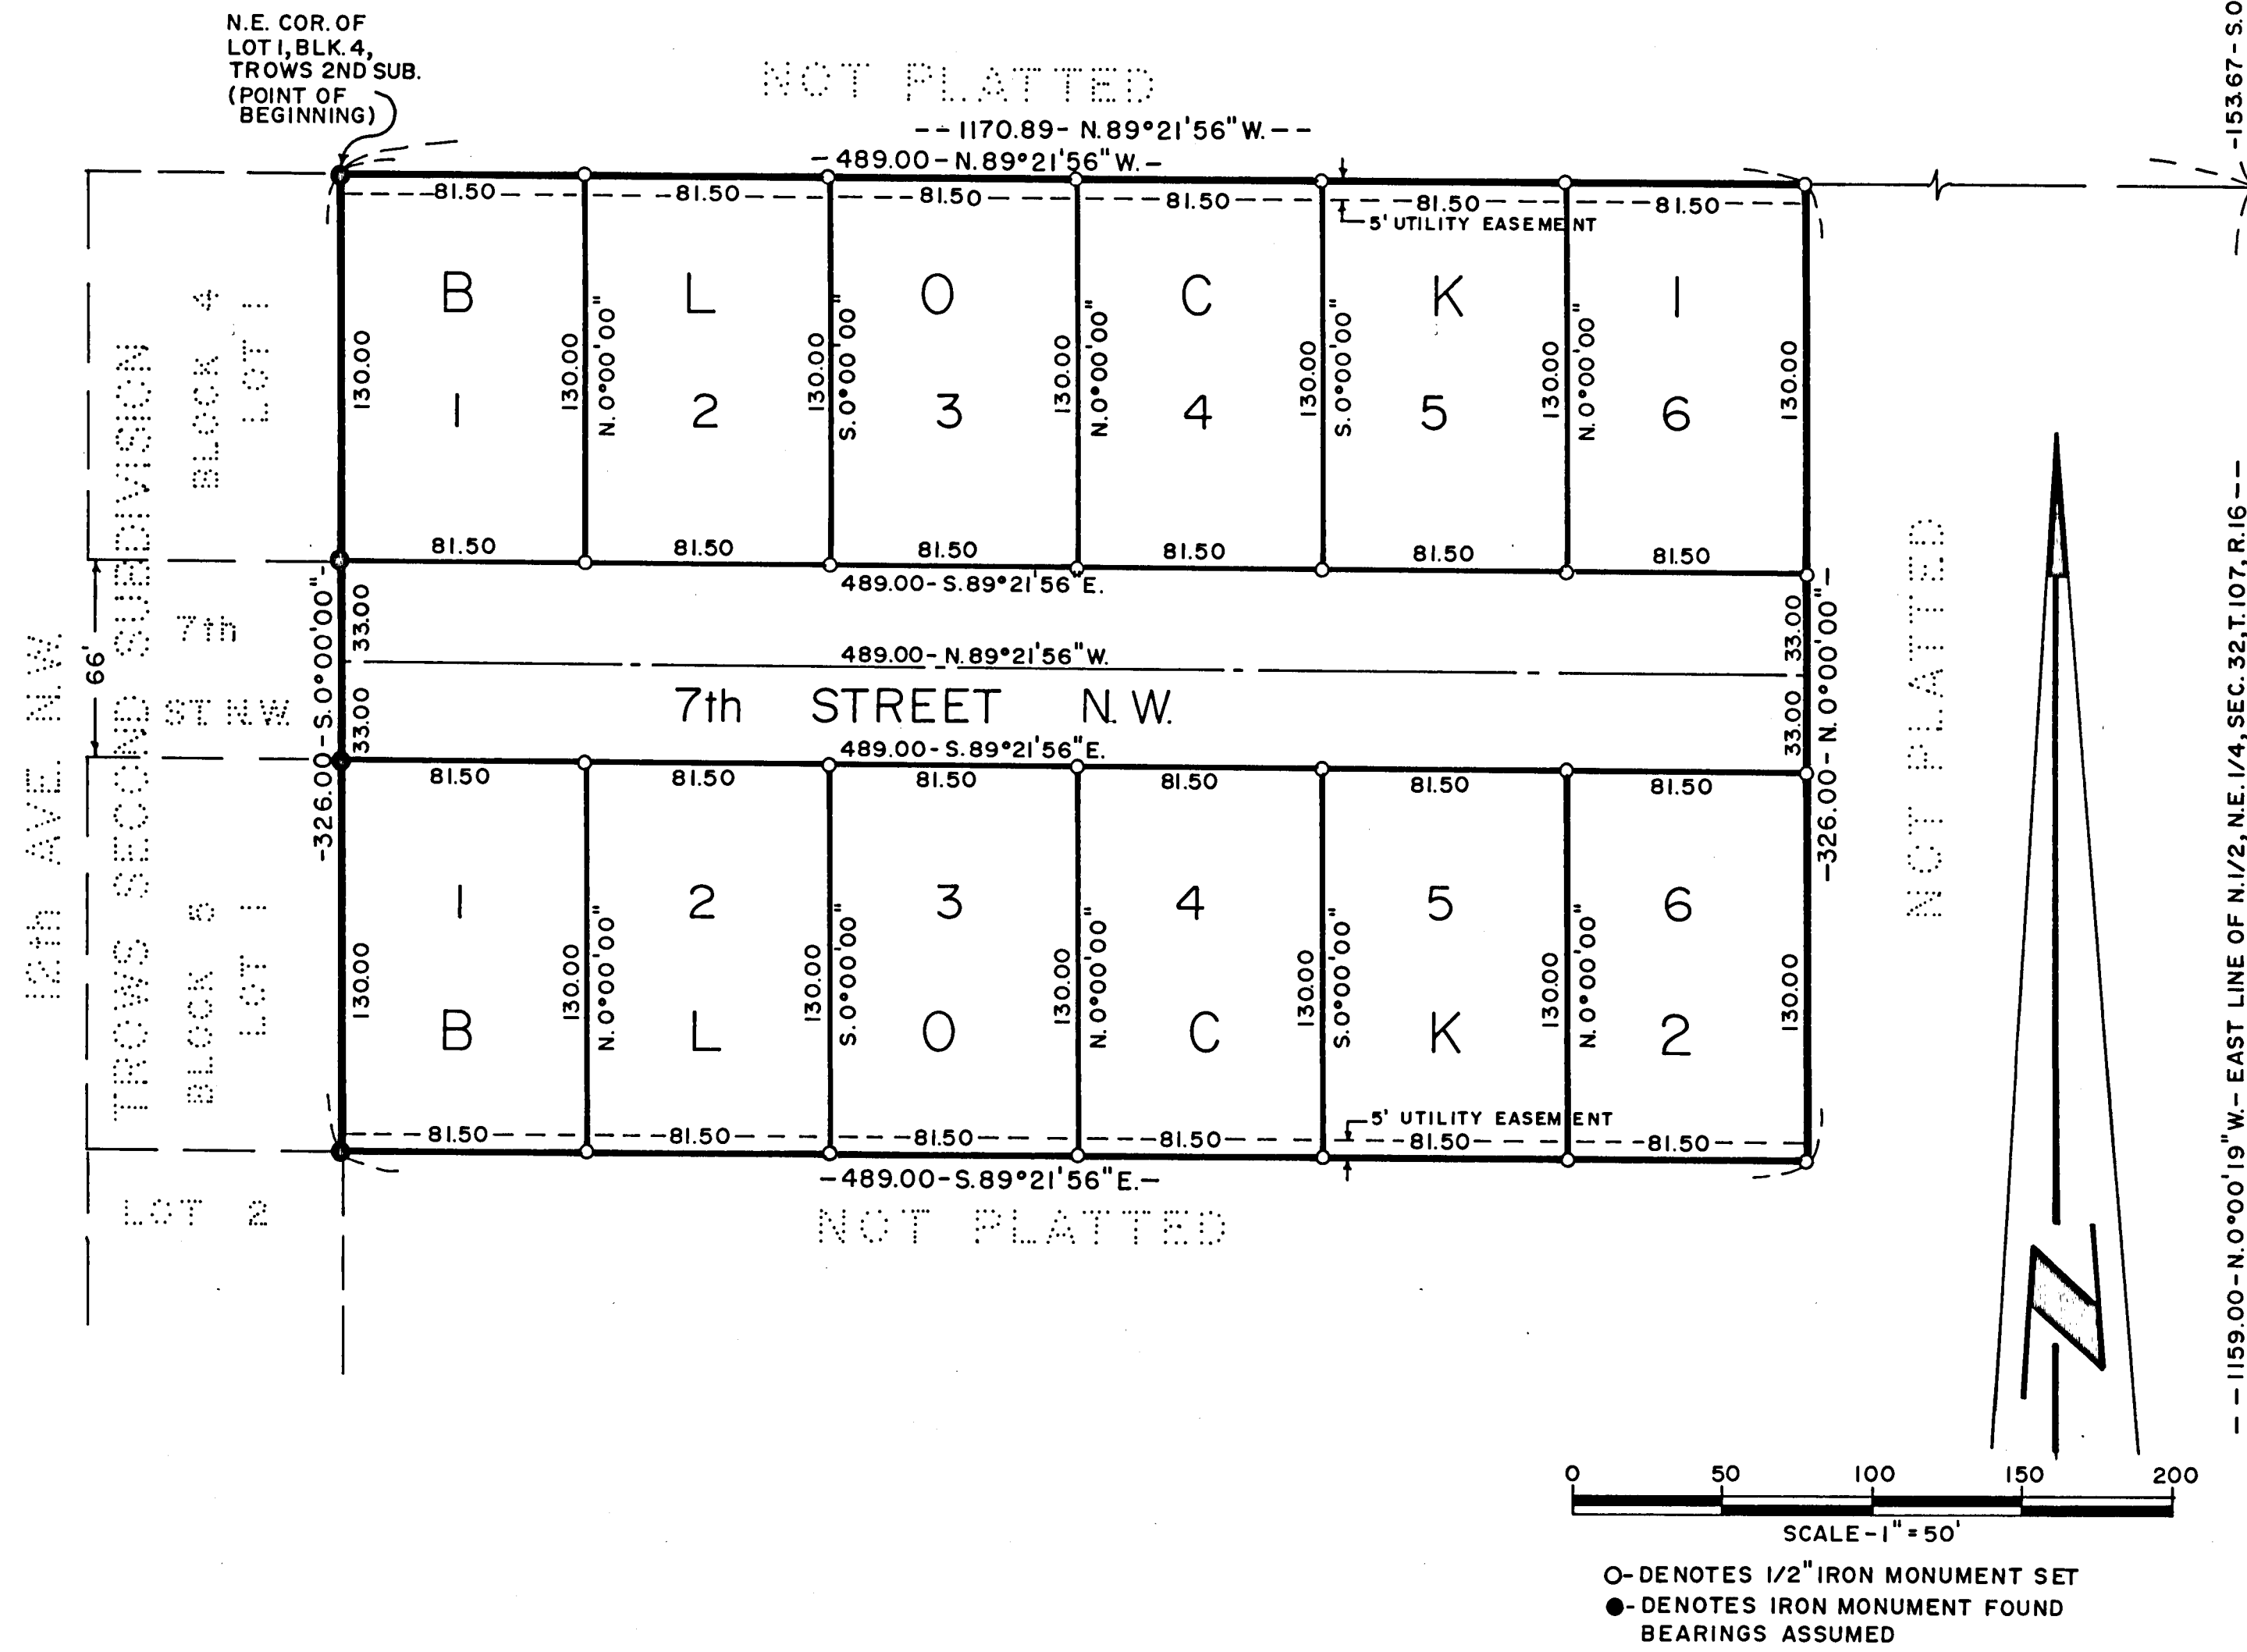 N.E. COR. OF
LOT 1, BLK. 4,
TROWS 2ND SUB.
(POINT OF
BEGINNING)
NOT PLATTED
--1170.89- N.89°21'56"W.--
-489.00-N.89°21'56"W.-
-153.67-S.0
81.50 81.50 81.50 81.50 81.50 81.50
5' UTILITY EASEMENT
B L O C K 1
130.00 130.00 N.0°00'00" 130.00 S.0°00'00" 130.00 N.0°00'00" 130.00 S.0°00'00" 130.00 N.0°00'00" 130.00
1 2 3 4 5 6
BLOCK 4
LOT 1
81.50 81.50 81.50 81.50 81.50 81.50
489.00-S.89°21'56"E.
12th AVE. N.W.
TROWS SECOND SUBDIVISION
66'
7th
ST. N.W.
-326.00-S.0°00'00"-
33.00
33.00
489.00-N.89°21'56"W.
7th STREET N.W.
489.00-S.89°21'56"E.
33.00
33.00
-326.00-N.0°00'00"-
NOT PLATTED
--1159.00-N.0°00'19"W.-EAST LINE OF N.1/2, N.E.1/4, SEC. 32, T.107, R.16--
81.50 81.50 81.50 81.50 81.50 81.50
1 2 3 4 5 6
BLOCK 5
LOT 1
130.00 130.00 N.0°00'00" 130.00 S.0°00'00" 130.00 N.0°00'00" 130.00 S.0°00'00" 130.00 N.0°00'00" 130.00
B L O C K 2
5' UTILITY EASEMENT
81.50 81.50 81.50 81.50 81.50 81.50
-489.00-S.89°21'56"E.-
LOT 2
NOT PLATTED
N
0 50 100 150 200
SCALE-1"=50'
O-DENOTES 1/2" IRON MONUMENT SET
●-DENOTES IRON MONUMENT FOUND
BEARINGS ASSUMED